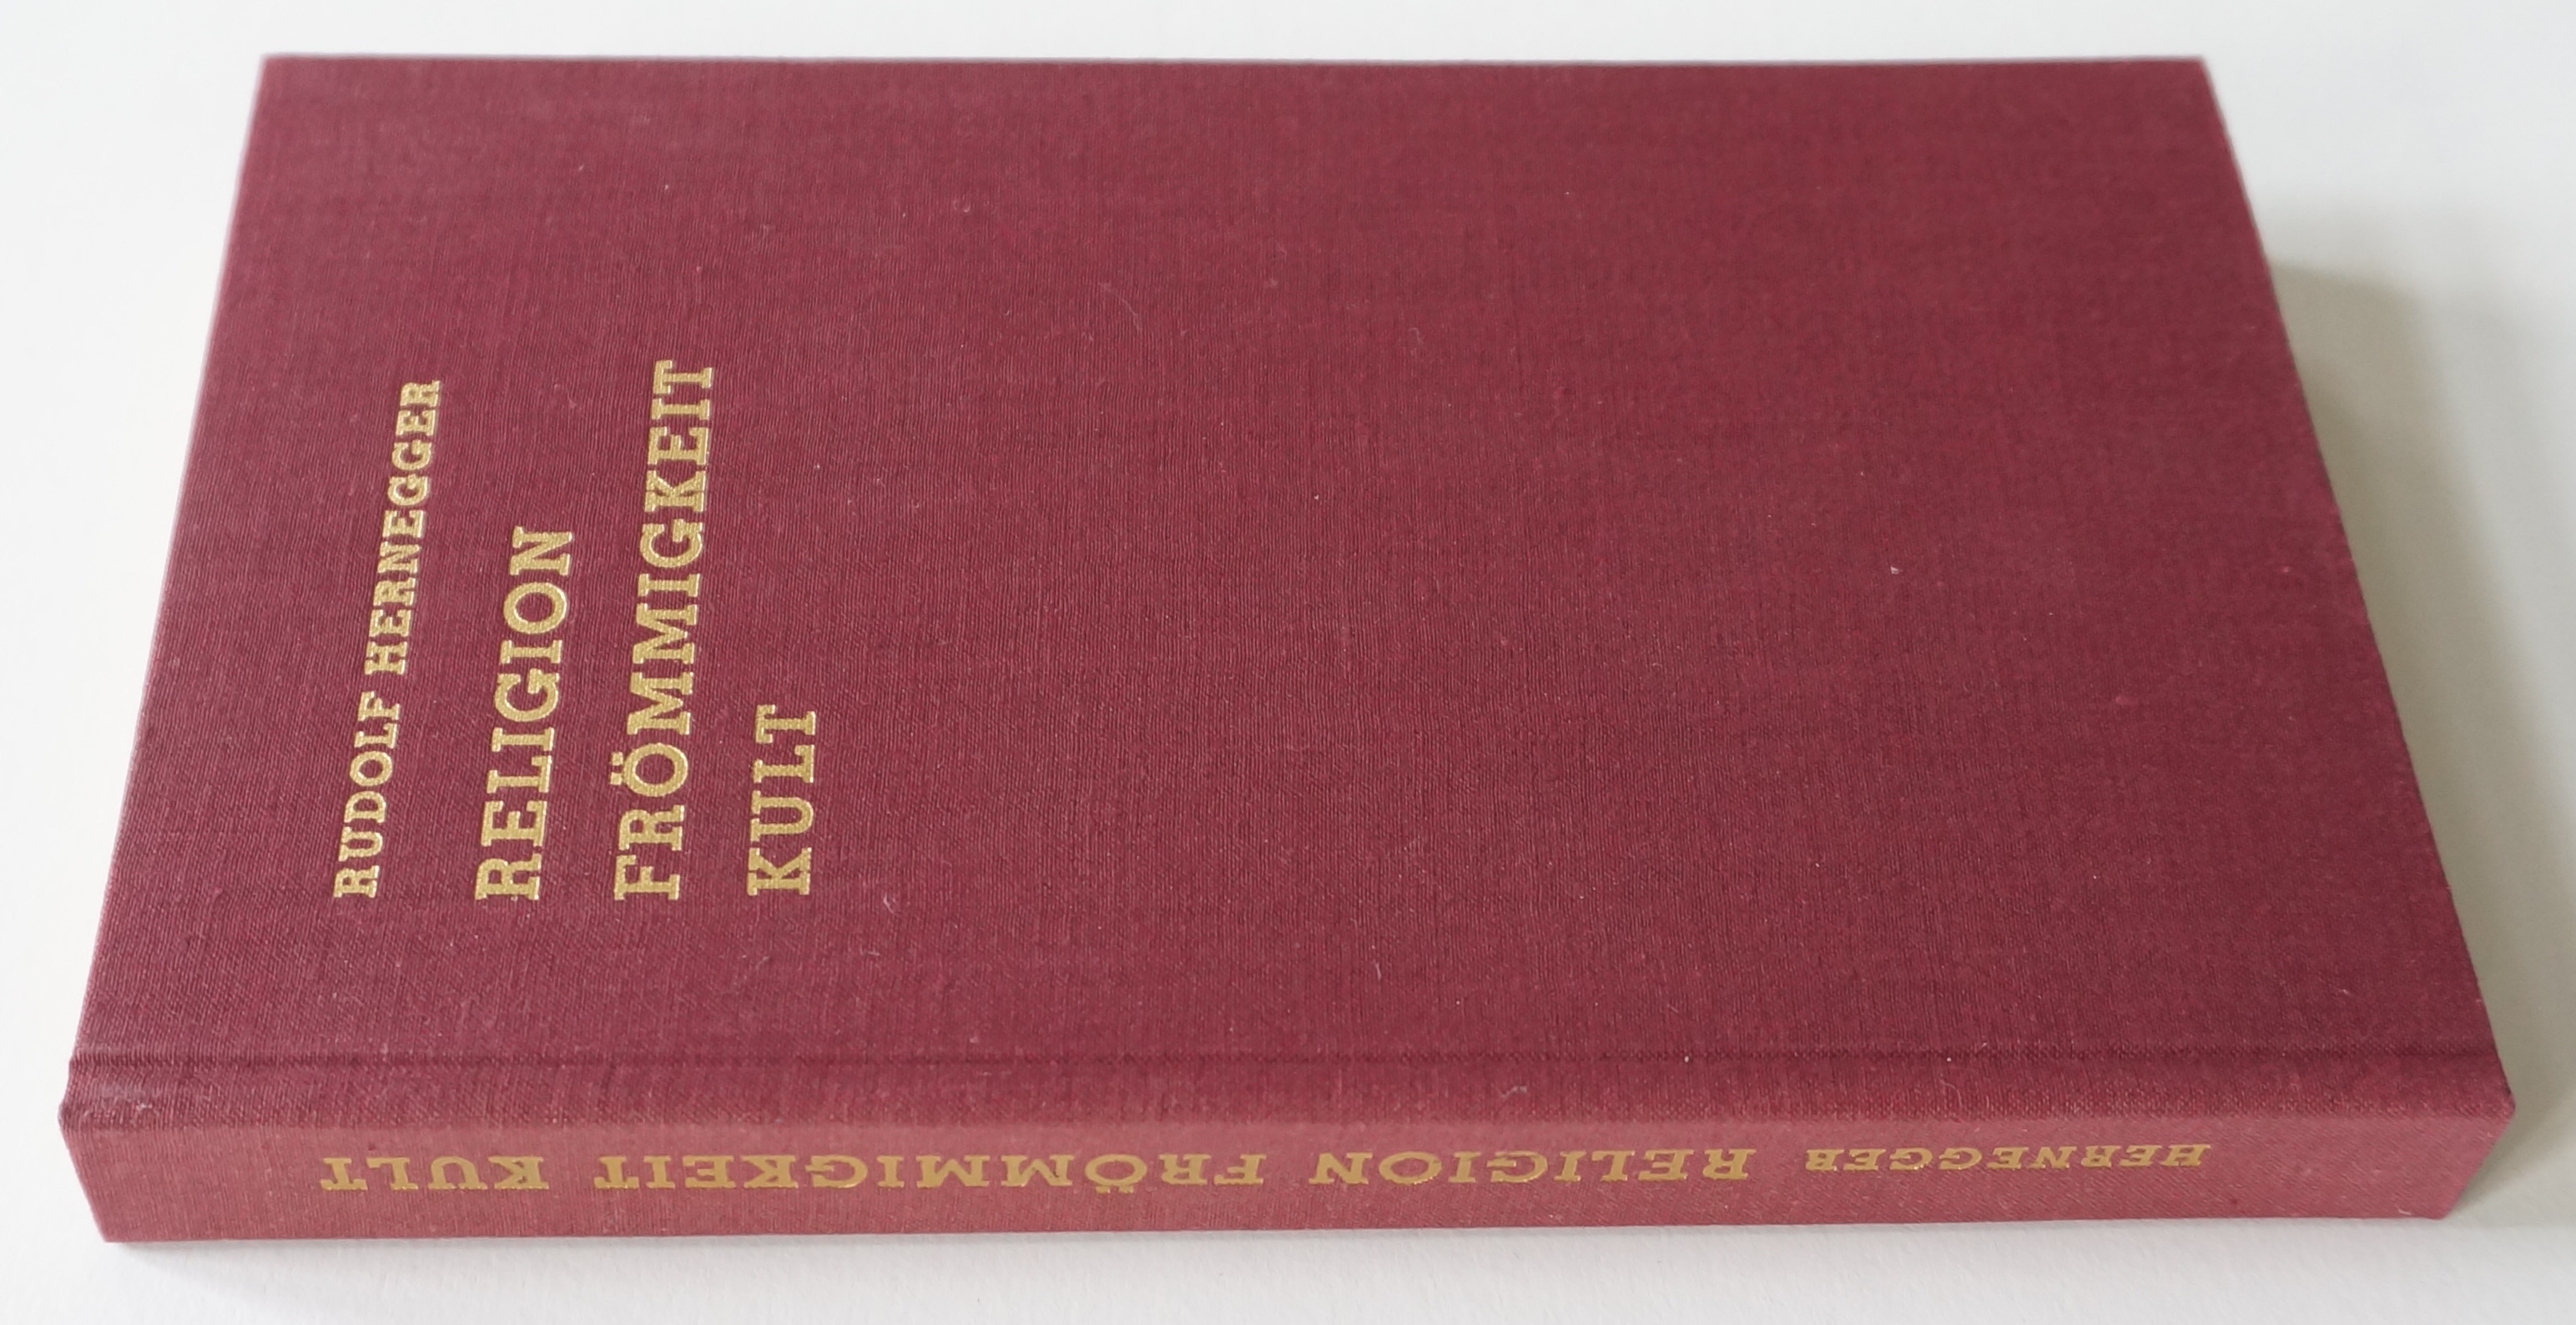 RUDOLF HERNEGGER
RELIGION
FRÖMMIGKEIT
KULT
HERNEGGER RELIGION FRÖMMIGKEIT KULT